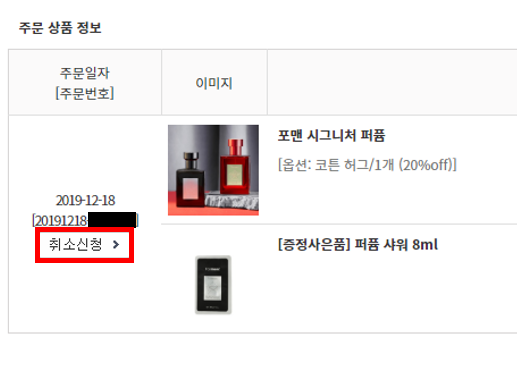 주문 상품 정보
주문일자
[주문번호]
이미지
포맨 시그니처 퍼퓸
[옵션: 코튼 허그/1개 (20%off)]
2019-12-18
[20191218-
취소신청 >
[증정사은품] 퍼퓸 샤워 8ml